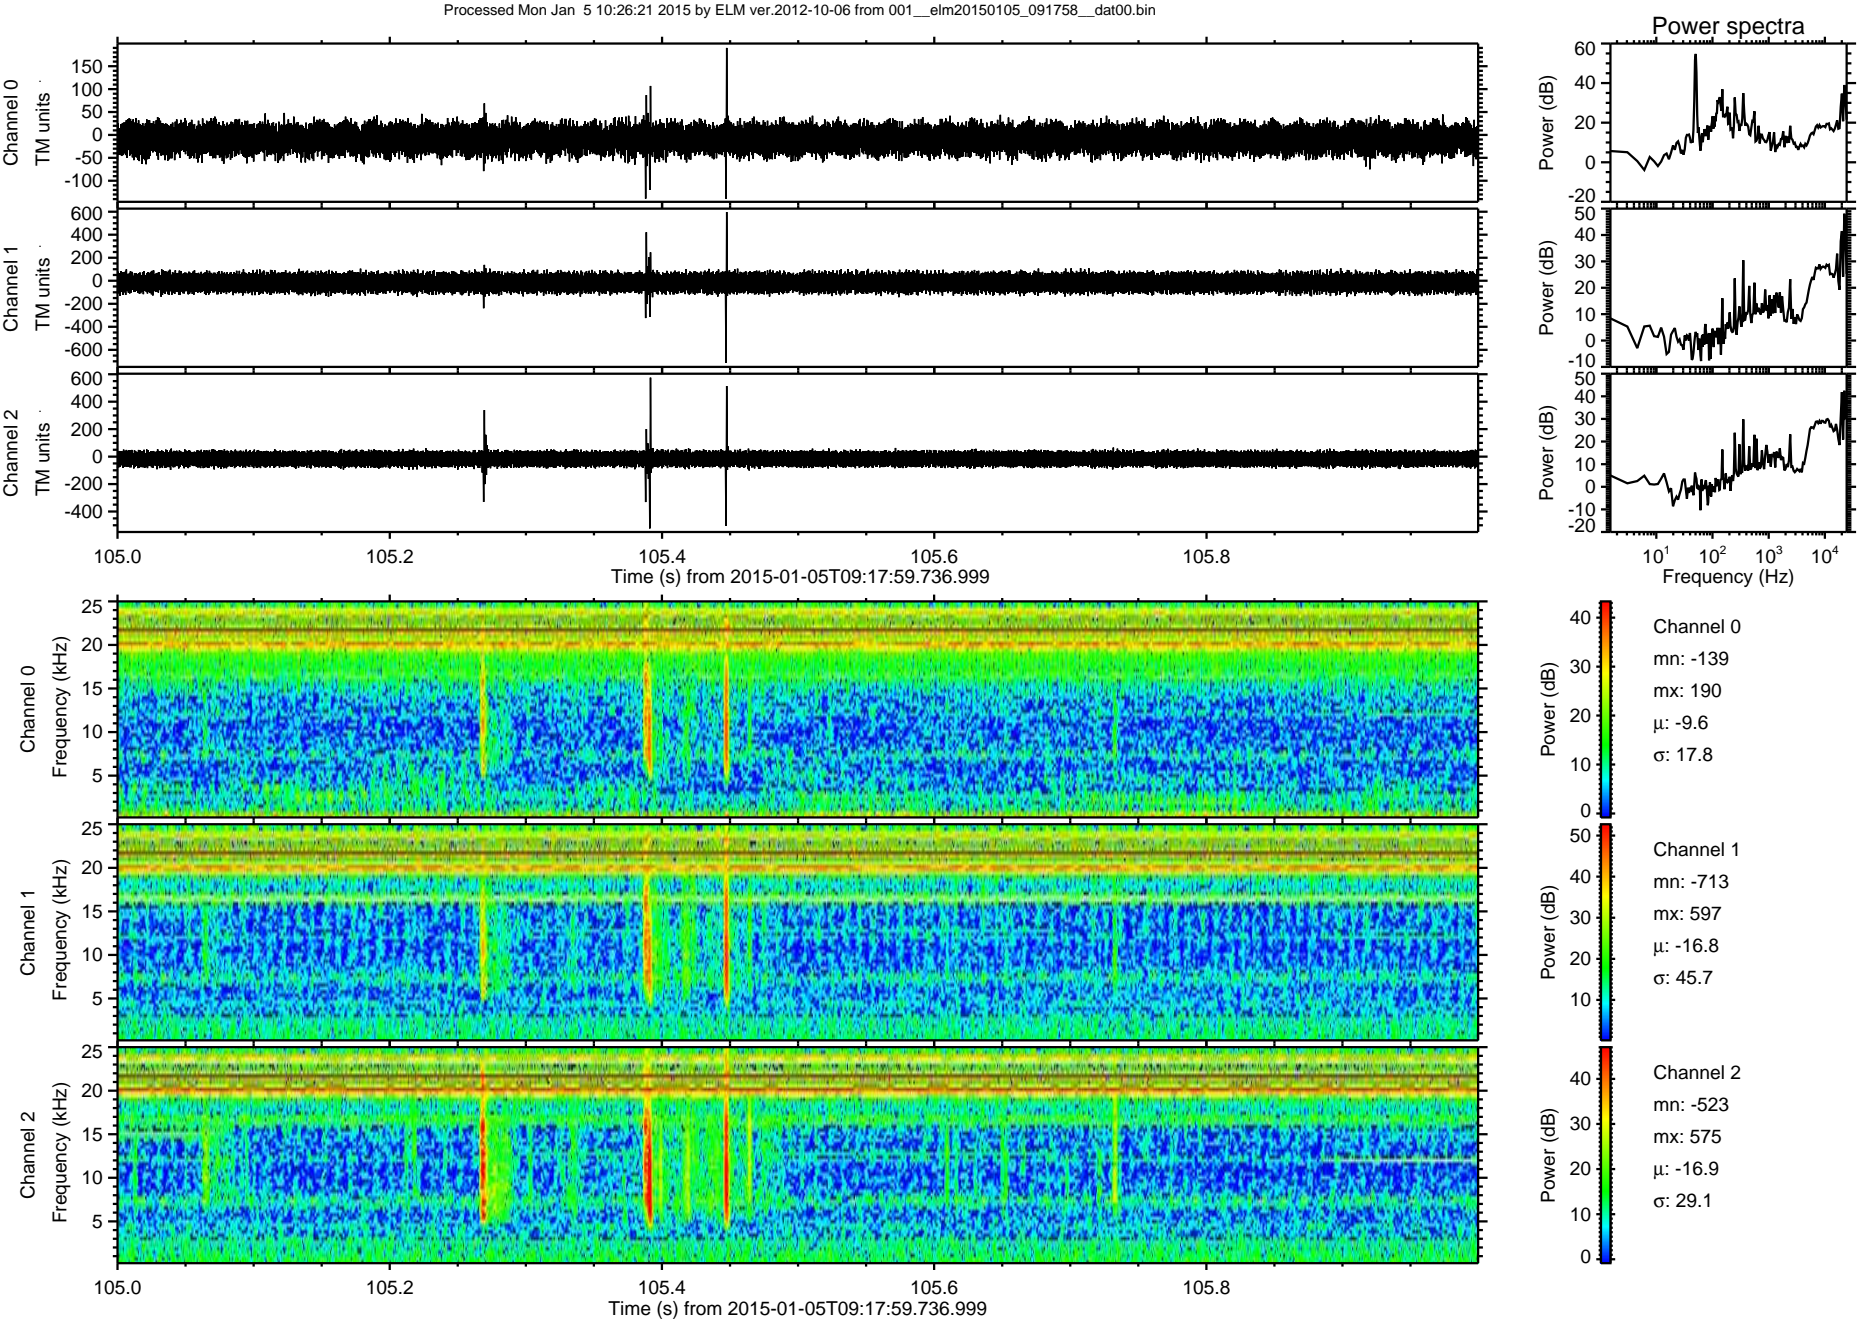 Processed Mon Jan  5 10:26:21 2015 by ELM ver.2012-10-06 from 001__elm20150105_091758__dat00.bin
Power spectra
Channel 0
TM units
150
100
50
0
-50
-100
Power (dB)
60
40
20
0
-20
Channel 1
TM units
600
400
200
0
-200
-400
-600
Power (dB)
50
40
30
20
10
0
-10
Channel 2
TM units
600
400
200
0
-200
-400
Power (dB)
50
40
30
20
10
0
-10
-20
105.0 105.2 105.4 105.6 105.8
Time (s) from 2015-01-05T09:17:59.736.999
10¹ 10² 10³ 10⁴
Frequency (Hz)
Channel 0
Frequency (kHz)
25
20
15
10
5
Power (dB)
40
30
20
10
0
Channel 0
mn: -139
mx: 190
μ: -9.6
σ: 17.8
Channel 1
Frequency (kHz)
25
20
15
10
5
Power (dB)
50
40
30
20
10
Channel 1
mn: -713
mx: 597
μ: -16.8
σ: 45.7
Channel 2
Frequency (kHz)
25
20
15
10
5
Power (dB)
40
30
20
10
0
Channel 2
mn: -523
mx: 575
μ: -16.9
σ: 29.1
105.0 105.2 105.4 105.6 105.8
Time (s) from 2015-01-05T09:17:59.736.999